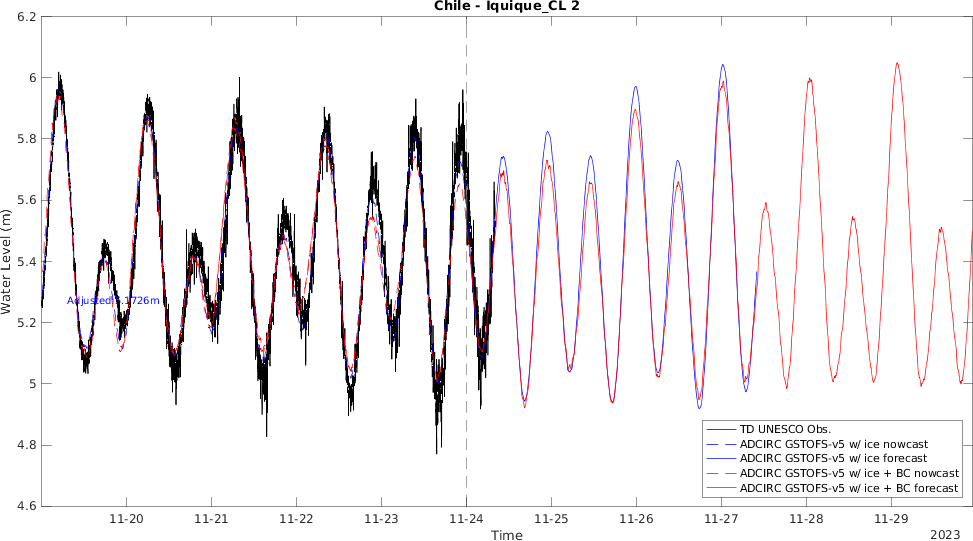 Chile - Iquique_CL 2
6.2
6
5.8
5.6
5.4
5.2
5
4.8
4.6
Water Level (m)
Adjusted 5.1726m
TD UNESCO Obs.
ADCIRC GSTOFS-v5 w/ ice nowcast
ADCIRC GSTOFS-v5 w/ ice forecast
ADCIRC GSTOFS-v5 w/ ice + BC nowcast
ADCIRC GSTOFS-v5 w/ ice + BC forecast
11-20 11-21 11-22 11-23 11-24 11-25 11-26 11-27 11-28 11-29
Time
2023